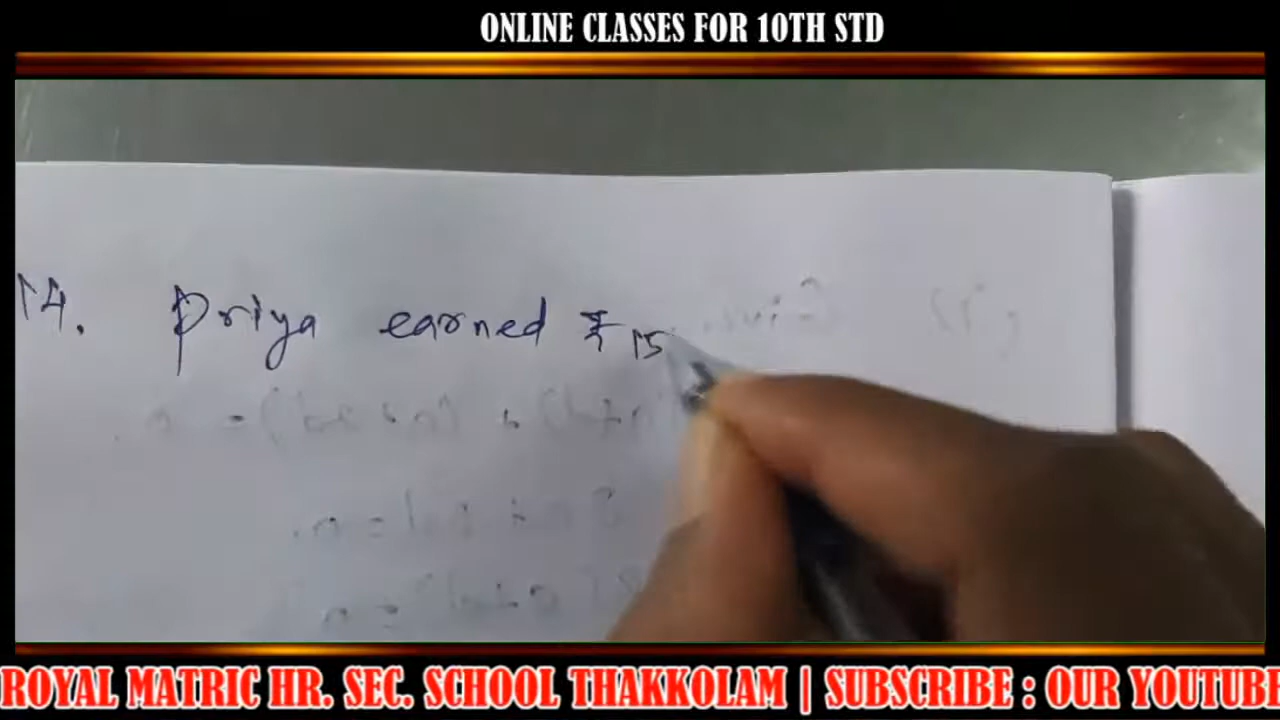 ONLINE CLASSES FOR 10TH STD
14. Priya earned ₹15
ROYAL MATRIC HR. SEC. SCHOOL THAKKOLAM | SUBSCRIBE : OUR YOUTUBE